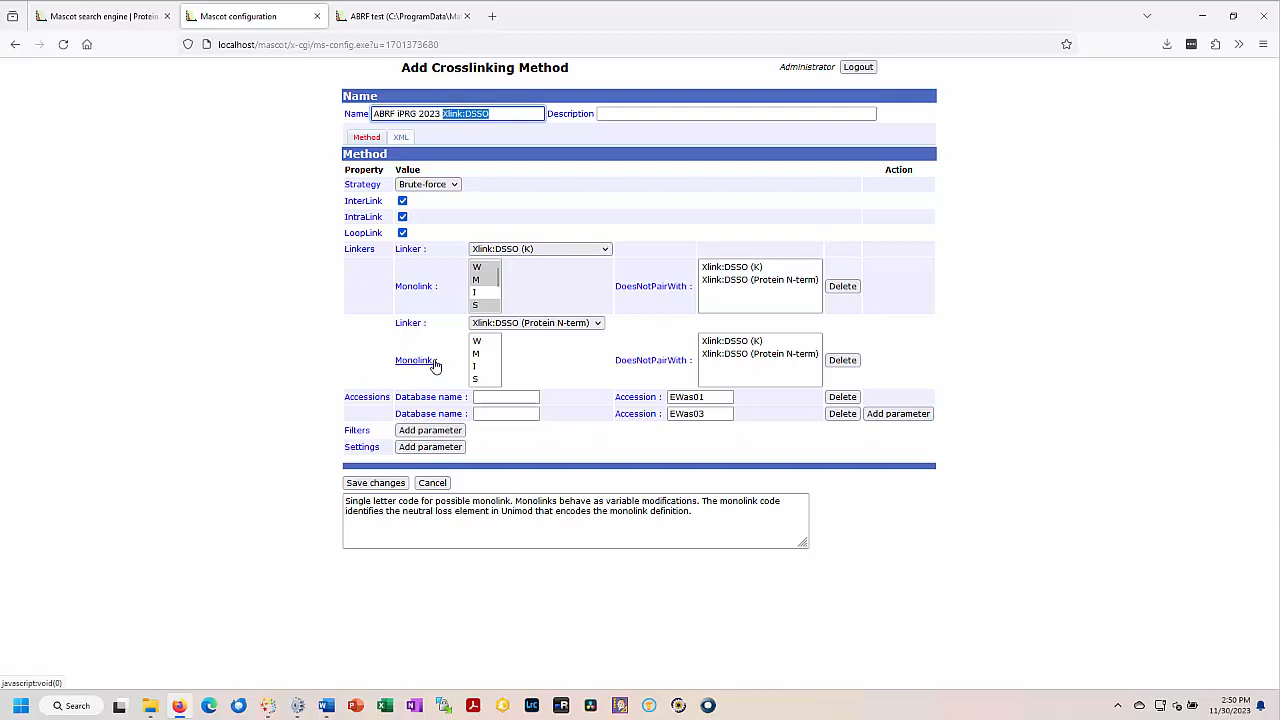 Mascot search engine | Protein
Mascot configuration
ABRF test (C:\ProgramData\Ma
localhost/mascot/x-cgi/ms-config.exe?u=1701373680
Add Crosslinking Method
Administrator
Logout
Name
Name
ABRF iPRG 2023 Xlink:DSSO
Description
Method
XML
Method
Property Value Action
Strategy Brute-force
InterLink
IntraLink
LoopLink
Linkers Linker : Xlink:DSSO (K)
W
M
I
S
Monolink :
DoesNotPairWith :
Xlink:DSSO (K)
Xlink:DSSO (Protein N-term)
Delete
Linker : Xlink:DSSO (Protein N-term)
W
M
I
S
Monolink :
DoesNotPairWith :
Xlink:DSSO (K)
Xlink:DSSO (Protein N-term)
Delete
Accessions Database name : Accession : EWas01 Delete
Database name : Accession : EWas03 Delete Add parameter
Filters Add parameter
Settings Add parameter
Save changes Cancel
Single letter code for possible monolink. Monolinks behave as variable modifications. The monolink code
identifies the neutral loss element in Unimod that encodes the monolink definition.
javascript:void(0)
Search
Lrc
2:50 PM
11/30/2023